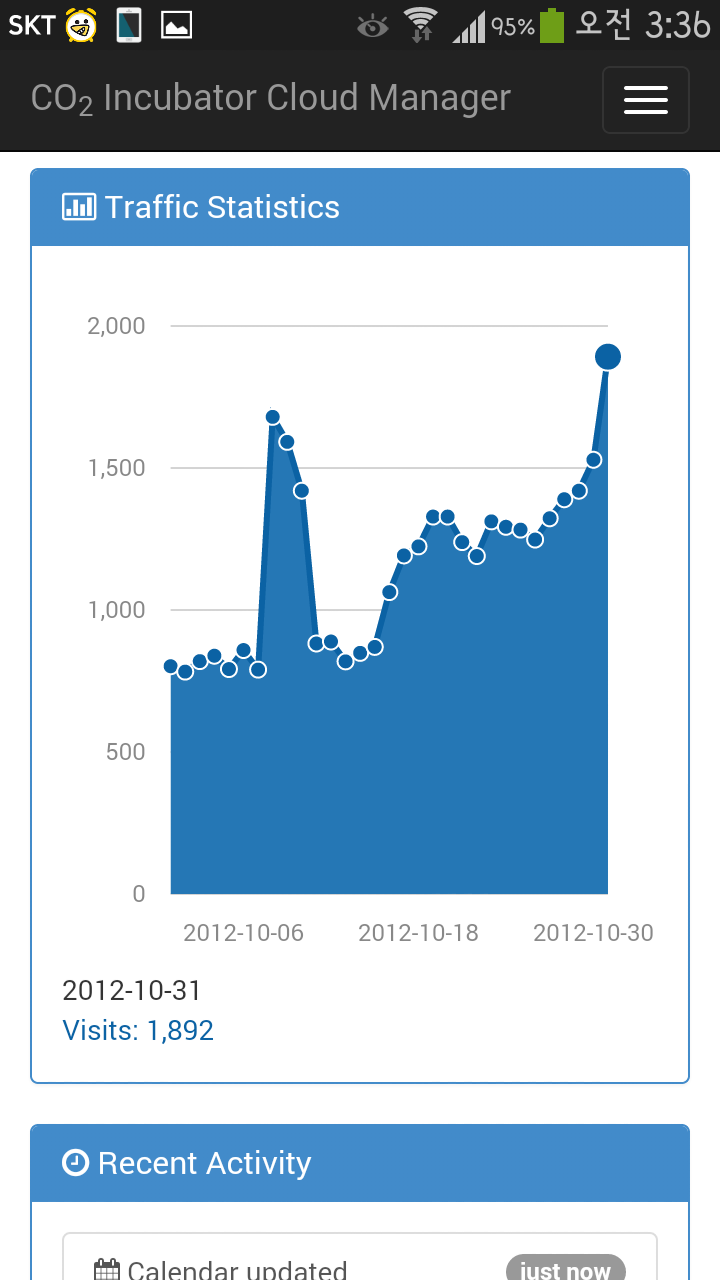 SKT 95% 오전 3:36
CO₂ Incubator Cloud Manager
Traffic Statistics
2,000
1,500
1,000
500
0
2012-10-06 2012-10-18 2012-10-30
2012-10-31
Visits: 1,892
Recent Activity
Calendar updated just now